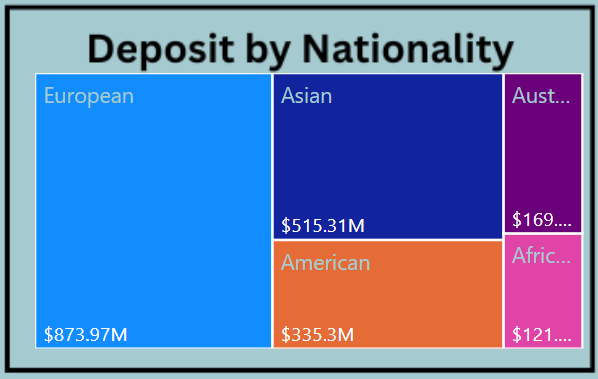 Deposit by Nationality
European
$873.97M
Asian
$515.31M
American
$335.3M
Aust...
$169....
Afric...
$121....